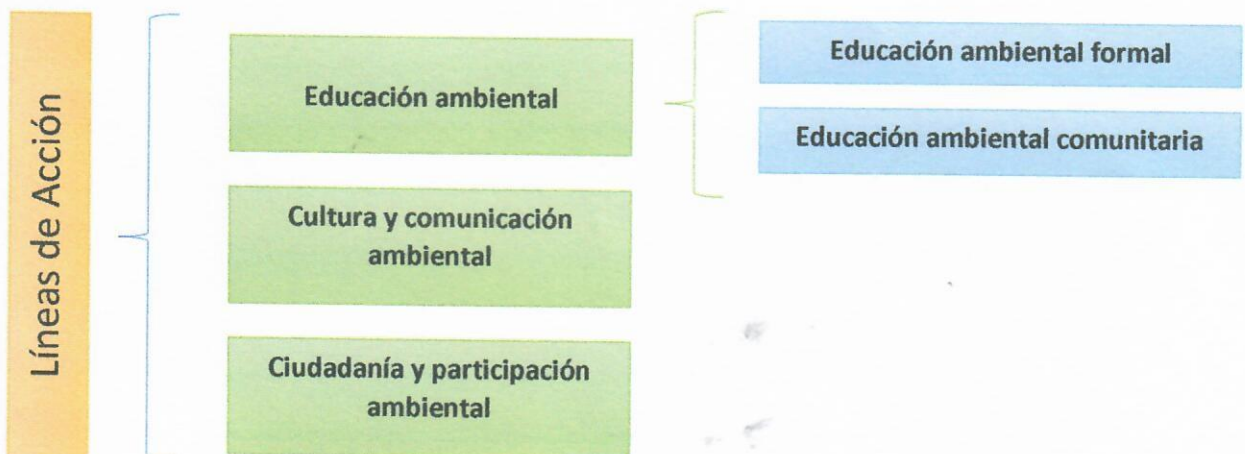 Líneas de Acción
Educación ambiental
Cultura y comunicación
ambiental
Ciudadanía y participación
ambiental
Educación ambiental formal
Educación ambiental comunitaria